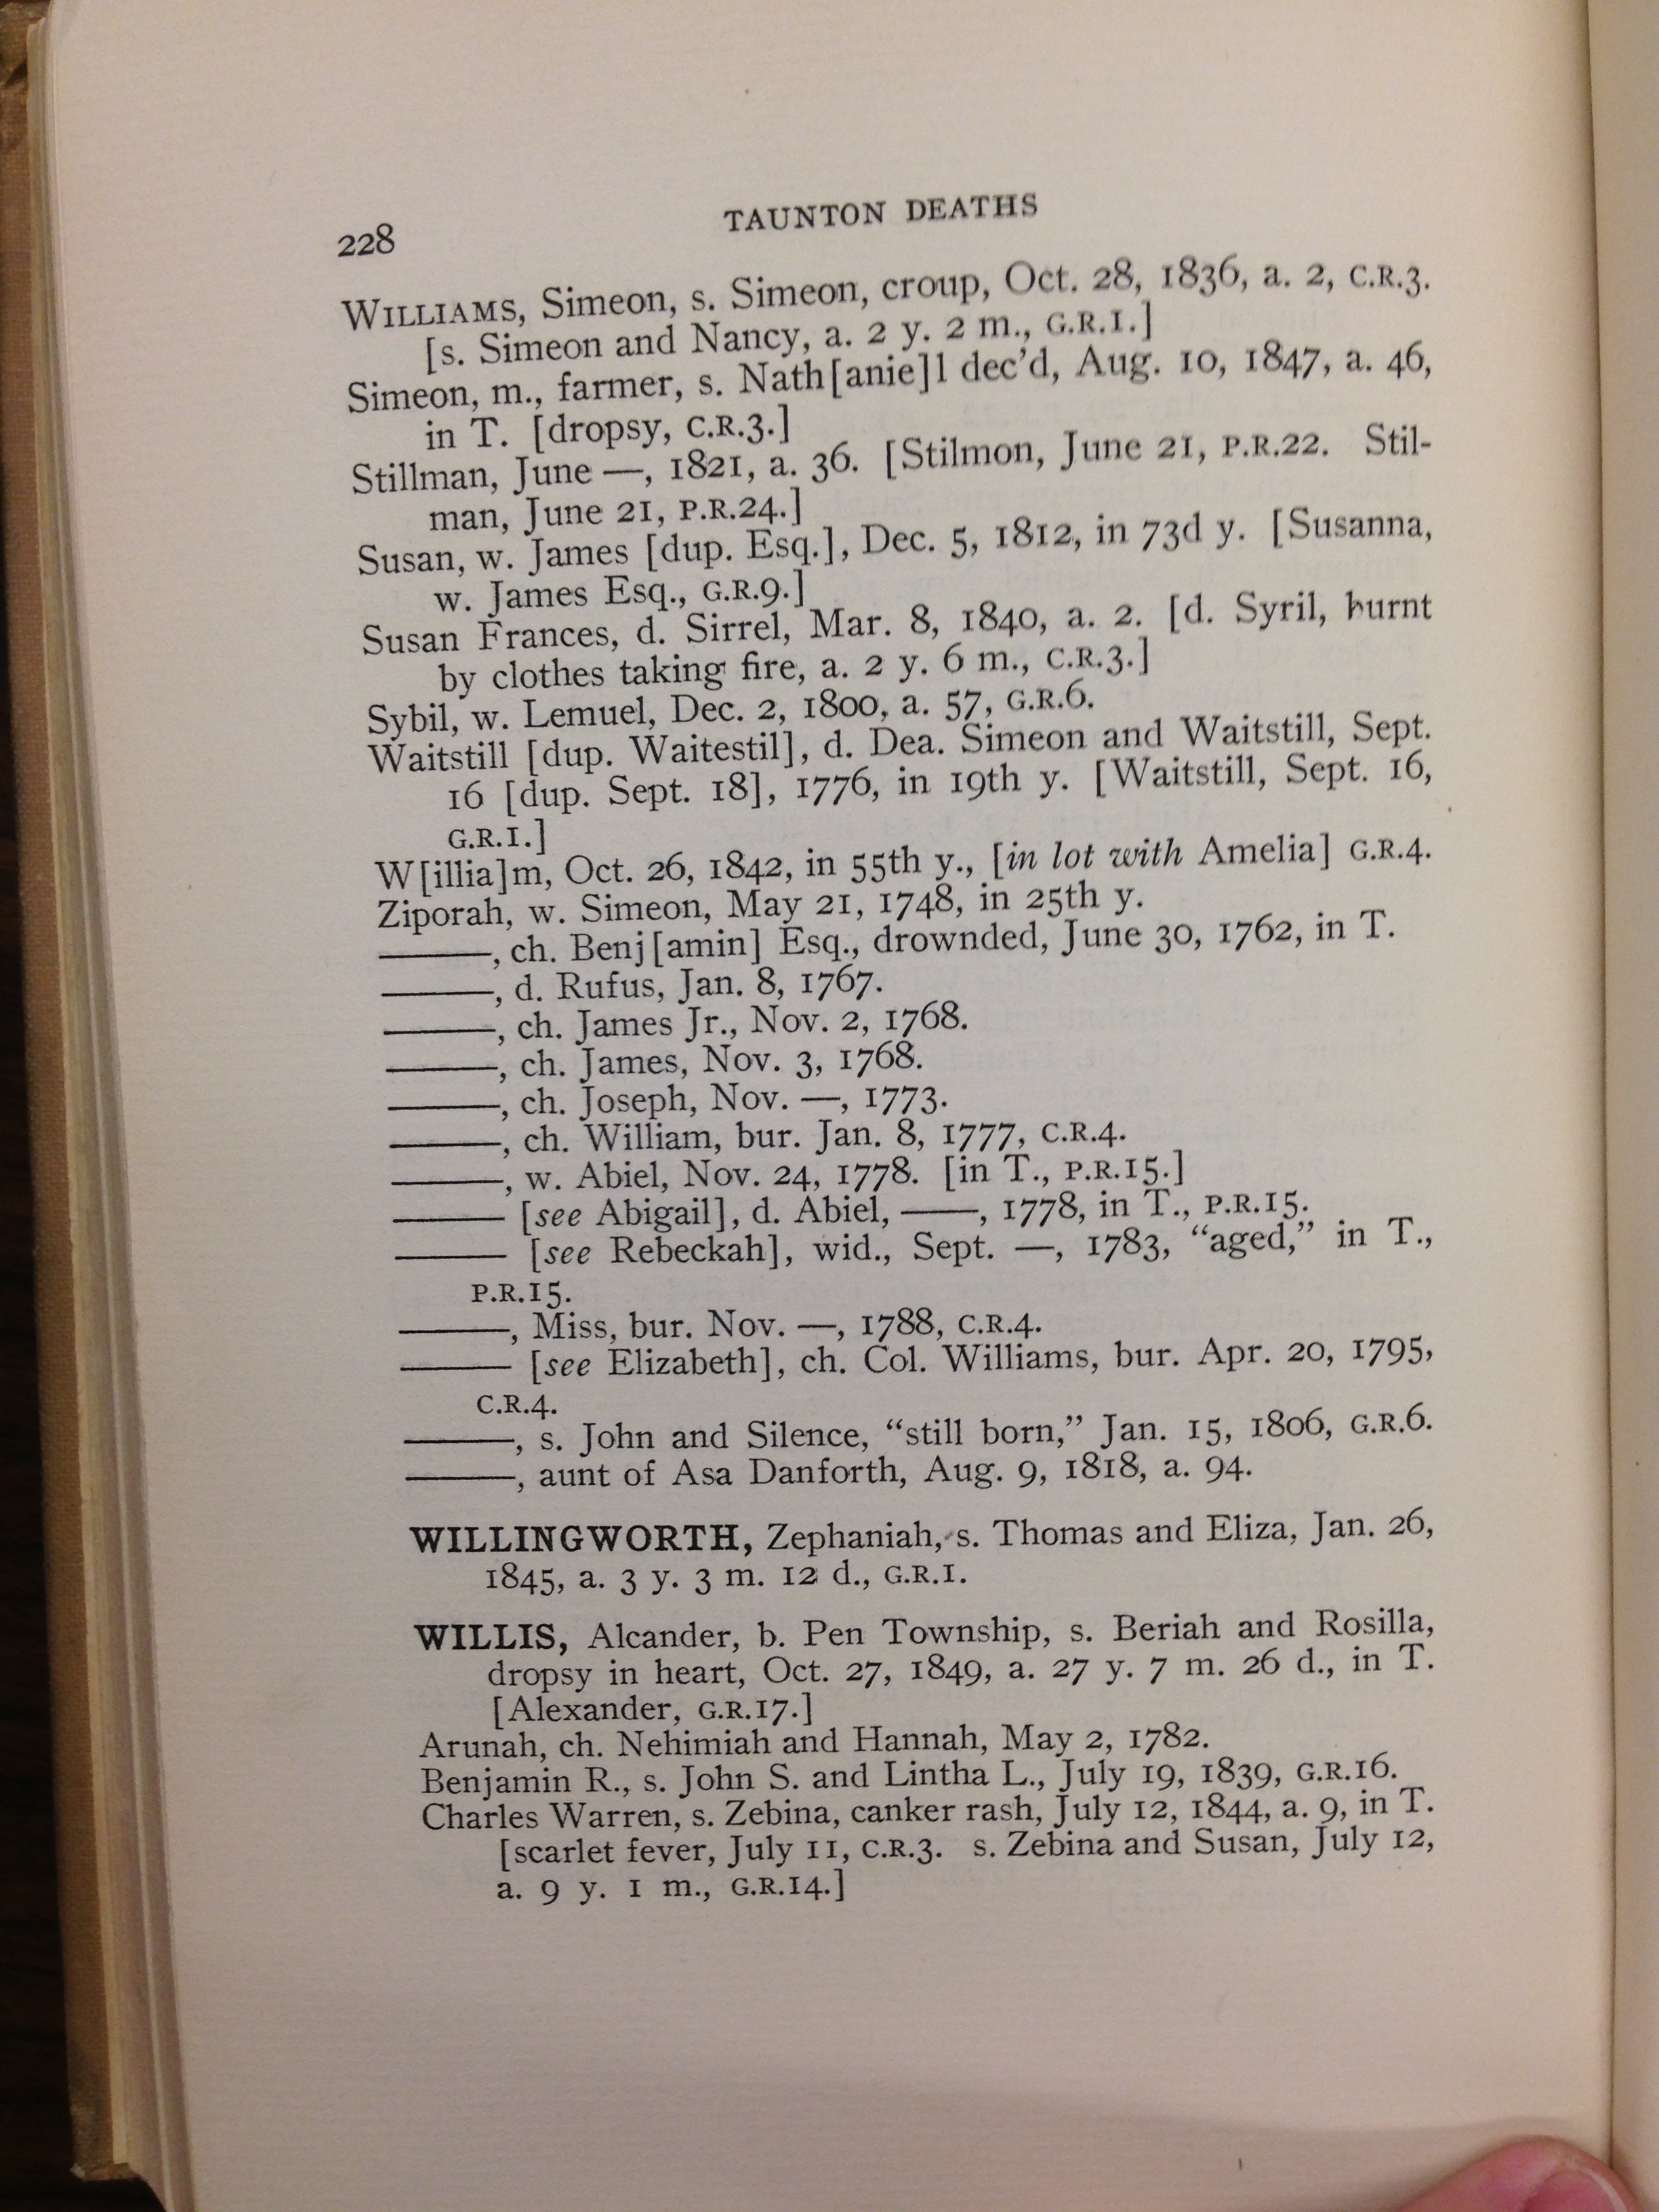 228
TAUNTON DEATHS
WILLIAMS, Simeon, s. Simeon, croup, Oct. 28, 1836, a. 2, C.R.3.
[s. Simeon and Nancy, a. 2 y. 2 m., G.R.1.]
Simeon, m., farmer, s. Nath[anie]l dec'd, Aug. 10, 1847, a. 46,
in T. [dropsy, C.R.3.]
Stillman, June —, 1821, a. 36. [Stilmon, June 21, P.R.22. Stil-
man, June 21, P.R.24.]
Susan, w. James [dup. Esq.], Dec. 5, 1812, in 73d y. [Susanna,
w. James Esq., G.R.9.]
Susan Frances, d. Sirrel, Mar. 8, 1840, a. 2. [d. Syril, burnt
by clothes taking fire, a. 2 y. 6 m., C.R.3.]
Sybil, w. Lemuel, Dec. 2, 1800, a. 57, G.R.6.
Waitstill [dup. Waitestil], d. Dea. Simeon and Waitstill, Sept.
16 [dup. Sept. 18], 1776, in 19th y. [Waitstill, Sept. 16,
G.R.1.]
W[illia]m, Oct. 26, 1842, in 55th y., [in lot with Amelia] G.R.4.
Ziporah, w. Simeon, May 21, 1748, in 25th y.
———, ch. Benj[amin] Esq., drownded, June 30, 1762, in T.
———, d. Rufus, Jan. 8, 1767.
———, ch. James Jr., Nov. 2, 1768.
———, ch. James, Nov. 3, 1768.
———, ch. Joseph, Nov. —, 1773.
———, ch. William, bur. Jan. 8, 1777, C.R.4.
———, w. Abiel, Nov. 24, 1778. [in T., P.R.15.]
——— [see Abigail], d. Abiel, ——, 1778, in T., P.R.15.
——— [see Rebeckah], wid., Sept. —, 1783, "aged," in T.,
P.R.15.
———, Miss, bur. Nov. —, 1788, C.R.4.
——— [see Elizabeth], ch. Col. Williams, bur. Apr. 20, 1795,
C.R.4.
———, s. John and Silence, "still born," Jan. 15, 1806, G.R.6.
———, aunt of Asa Danforth, Aug. 9, 1818, a. 94.
WILLINGWORTH, Zephaniah, s. Thomas and Eliza, Jan. 26,
1845, a. 3 y. 3 m. 12 d., G.R.1.
WILLIS, Alcander, b. Pen Township, s. Beriah and Rosilla,
dropsy in heart, Oct. 27, 1849, a. 27 y. 7 m. 26 d., in T.
[Alexander, G.R.17.]
Arunah, ch. Nehimiah and Hannah, May 2, 1782.
Benjamin R., s. John S. and Lintha L., July 19, 1839, G.R.16.
Charles Warren, s. Zebina, canker rash, July 12, 1844, a. 9, in T.
[scarlet fever, July 11, C.R.3. s. Zebina and Susan, July 12,
a. 9 y. 1 m., G.R.14.]